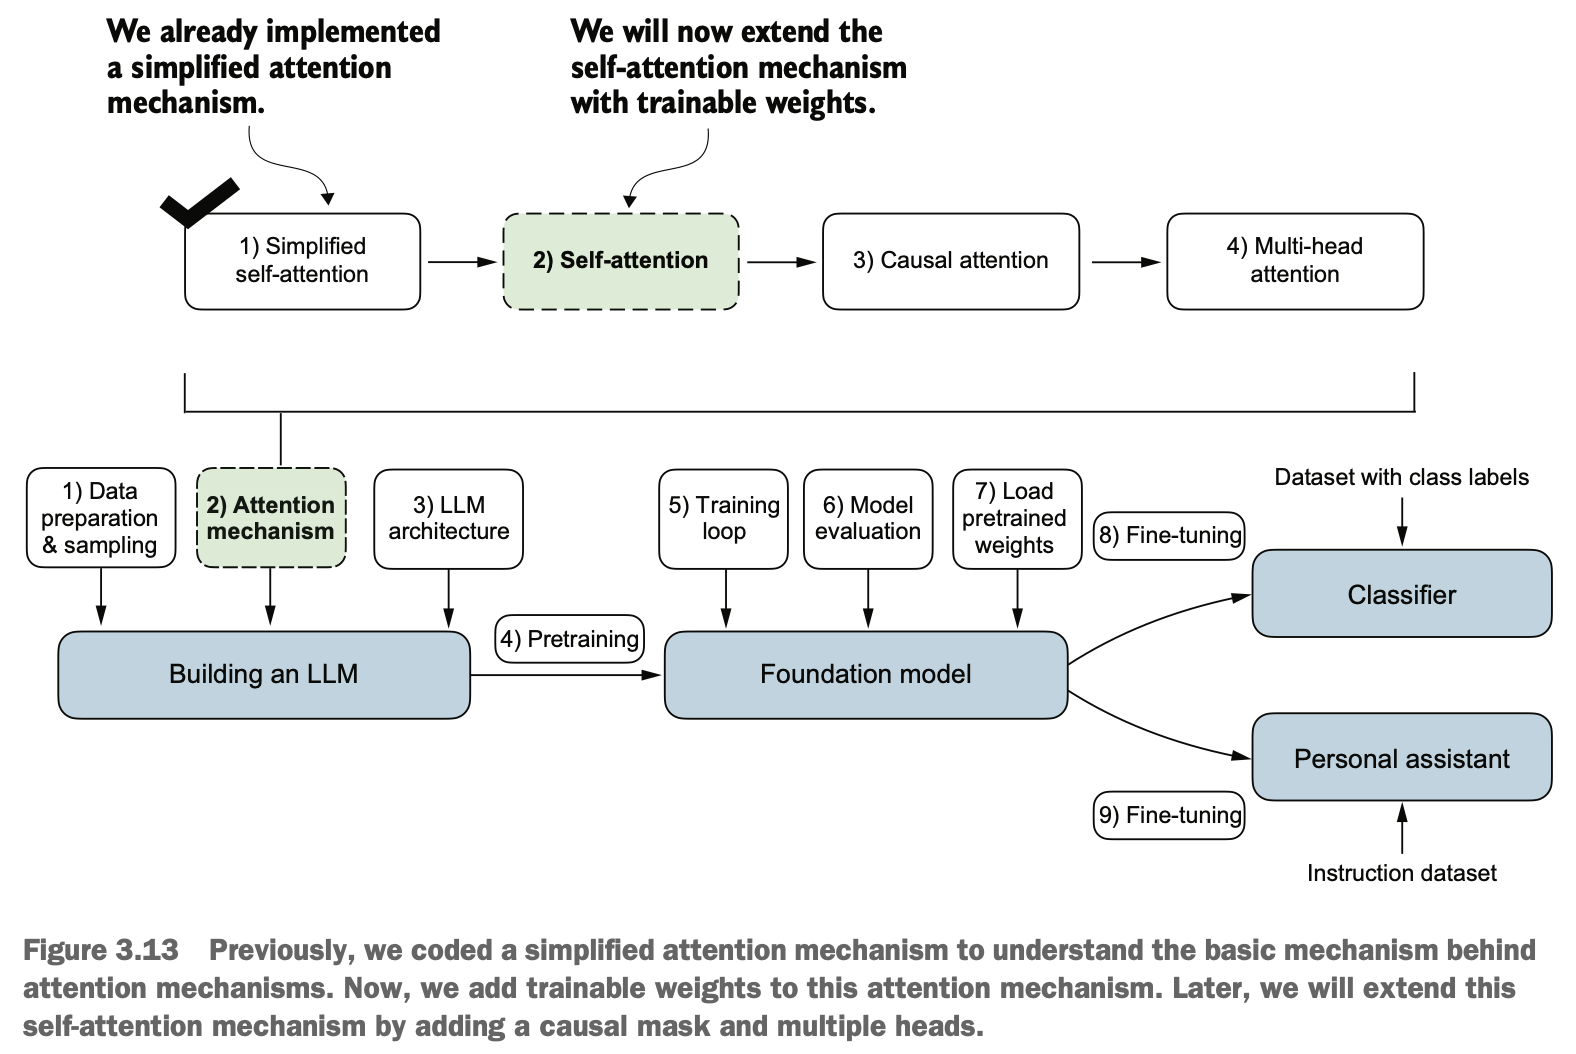 We already implemented
a simplified attention
mechanism.
We will now extend the
self-attention mechanism
with trainable weights.
1) Simplified
self-attention
2) Self-attention
3) Causal attention
4) Multi-head
attention
1) Data
preparation
& sampling
2) Attention
mechanism
3) LLM
architecture
5) Training
loop
6) Model
evaluation
7) Load
pretrained
weights
8) Fine-tuning
Dataset with class labels
Classifier
4) Pretraining
Building an LLM
Foundation model
Personal assistant
9) Fine-tuning
Instruction dataset
Figure 3.13 Previously, we coded a simplified attention mechanism to understand the basic mechanism behind
attention mechanisms. Now, we add trainable weights to this attention mechanism. Later, we will extend this
self-attention mechanism by adding a causal mask and multiple heads.